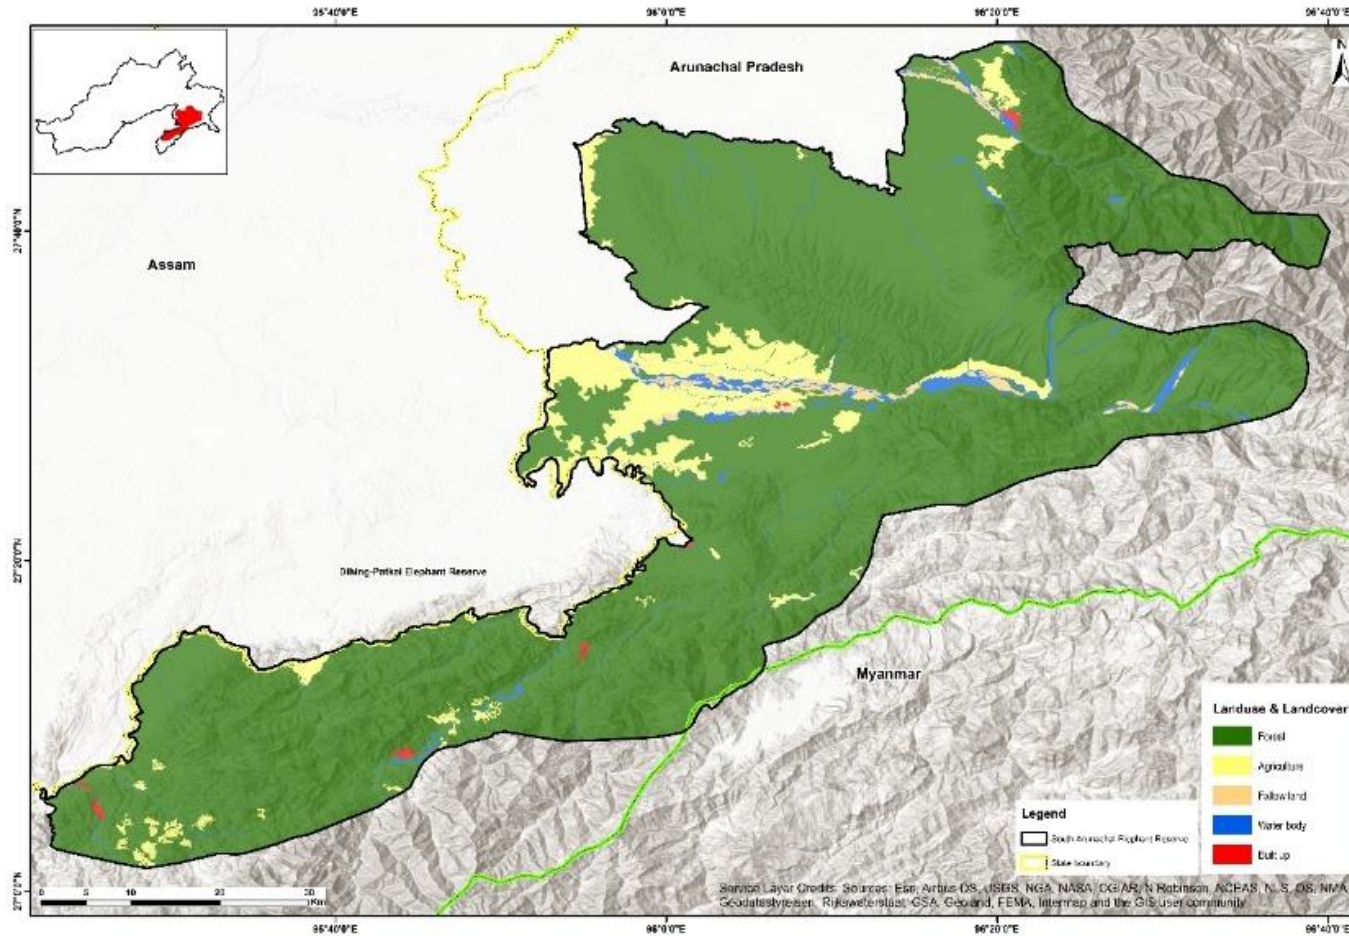 95°40'0"E 96°0'0"E 96°20'0"E 96°40'0"E
N
Arunachal Pradesh
27°40'0"N
Assam
27°20'0"N
Dihing-Patkai Elephant Reserve
Myanmar
Landuse & Landcover
Forest
Agriculture
Fallow land
Water body
Built up
Legend
South Arunachal Elephant Reserve
State boundary
27°0'0"N
0 5 10 20 30
Km
Service Layer Credits: Sources: Esri, Airbus DS, USGS, NGA, NASA, CGIAR, N Robinson, NCEAS, NLS, OS, NMA,
Geodatastyrelsen, Rijkswaterstaat, GSA, Geoland, FEMA, Intermap and the GIS user community
95°40'0"E 96°0'0"E 96°20'0"E 96°40'0"E